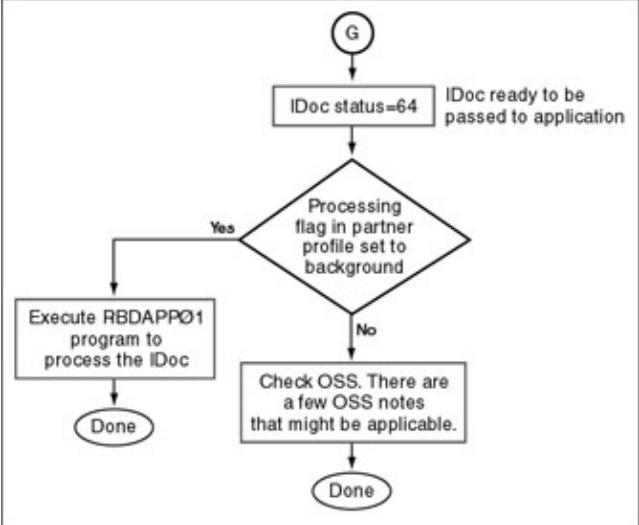 G
IDoc status=64
IDoc ready to be
passed to application
Processing
flag in partner
profile set to
background
Yes
No
Execute RBDAPPØ1
program to
process the IDoc
Done
Check OSS. There are
a few OSS notes
that might be applicable.
Done